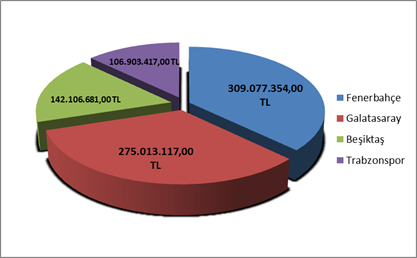 106.903.417,00 TL
309.077.354,00
TL
142.106.681,00 TL
275.013.117,00
TL
Fenerbahçe
Galatasaray
Beşiktaş
Trabzonspor